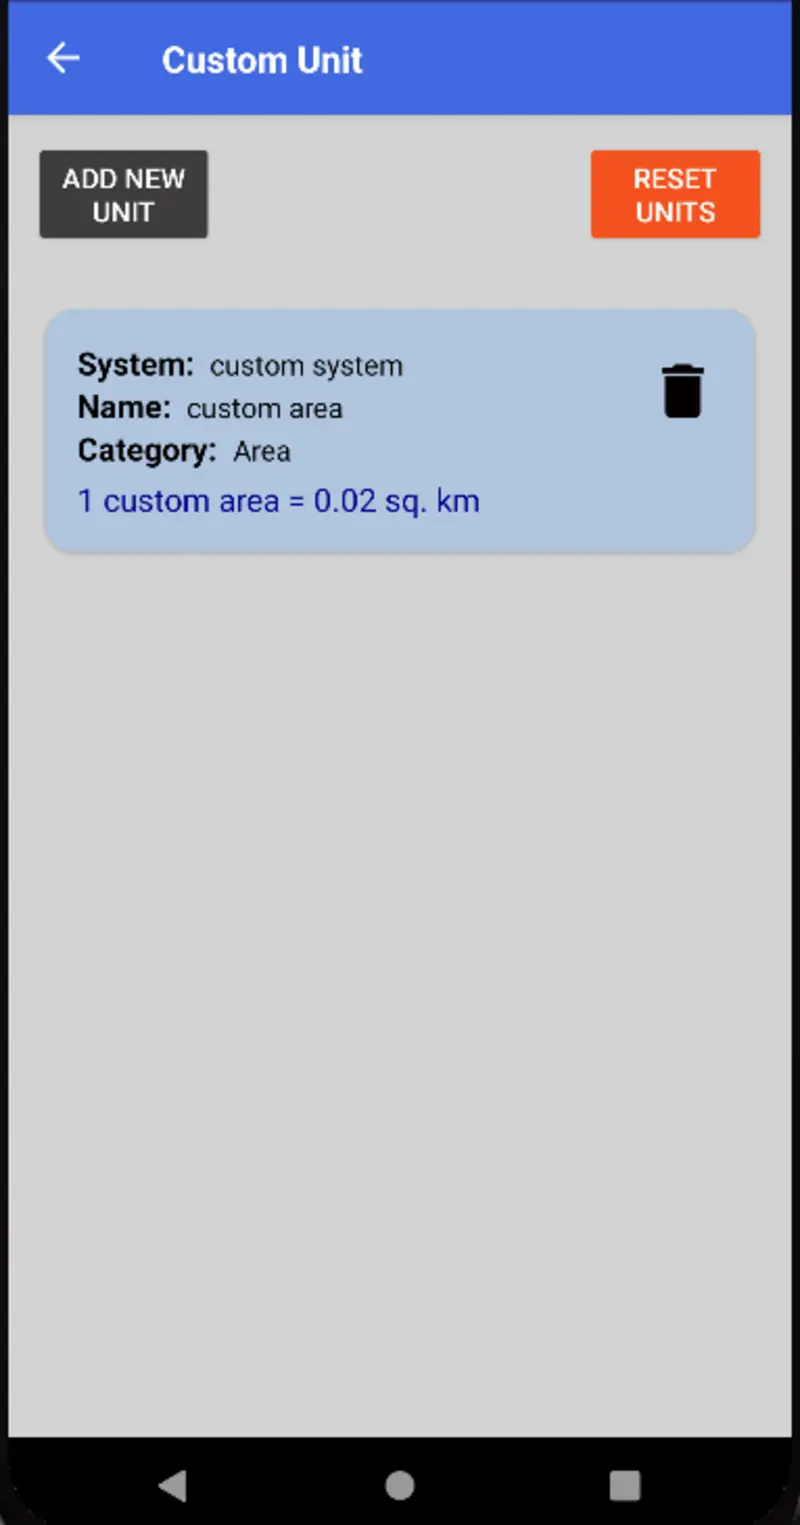 Custom Unit
ADD NEW
UNIT
RESET
UNITS
System: custom system
Name: custom area
Category: Area
1 custom area = 0.02 sq. km